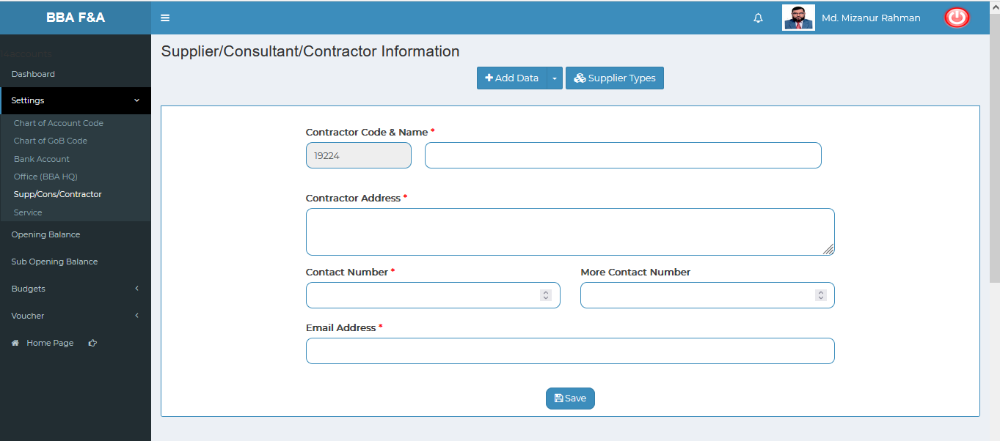 BBA F&A
Md. Mizanur Rahman
accounts
Dashboard
Settings
Chart of Account Code
Chart of GoB Code
Bank Account
Office (BBA HQ)
Supp/Cons/Contractor
Service
Opening Balance
Sub Opening Balance
Budgets
Voucher
Home Page
Supplier/Consultant/Contractor Information
Add Data
Supplier Types
Contractor Code & Name *
19224
Contractor Address *
Contact Number * More Contact Number
Email Address *
Save